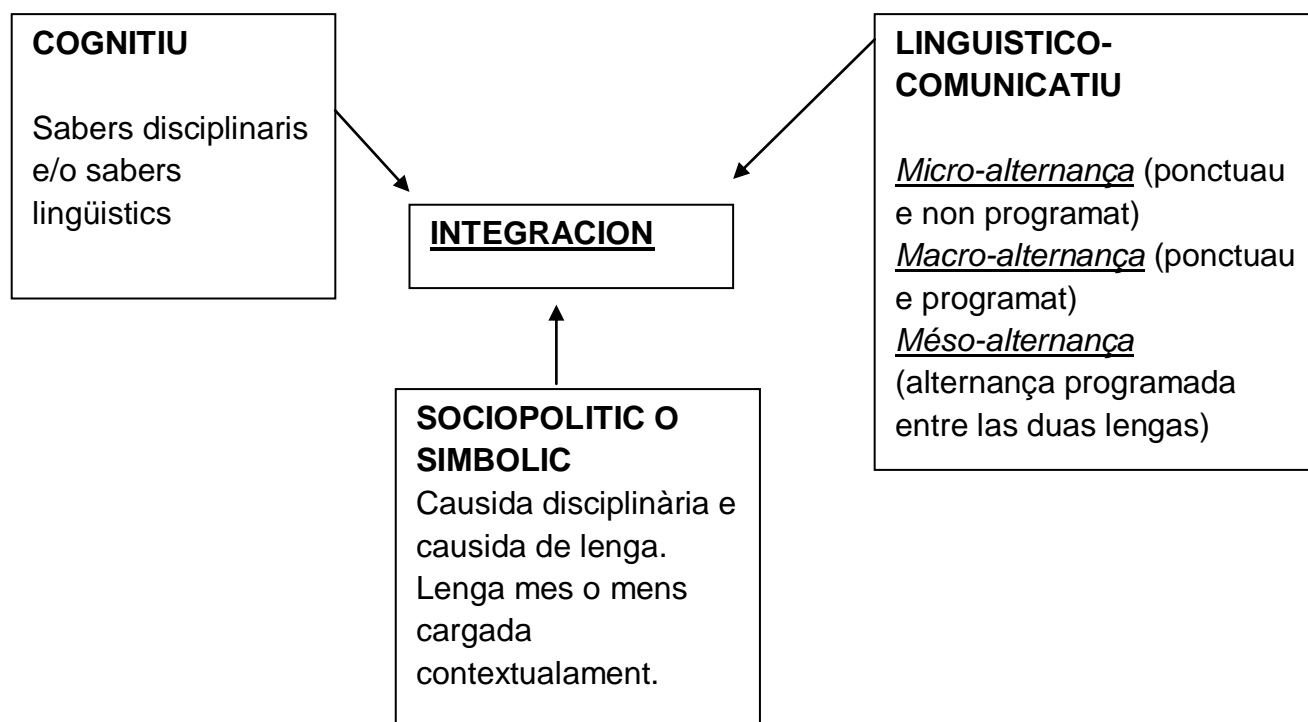 COGNITIU
Sabers disciplinaris
e/o sabers
lingüistics
LINGUISTICO-
COMUNICATIU
Micro-alternança (ponctuau
e non programat)
Macro-alternança (ponctuau
e programat)
Méso-alternança
(alternança programada
entre las duas lengas)
INTEGRACION
SOCIOPOLITIC O
SIMBOLIC
Causida disciplinària e
causida de lenga.
Lenga mes o mens
cargada
contextualament.